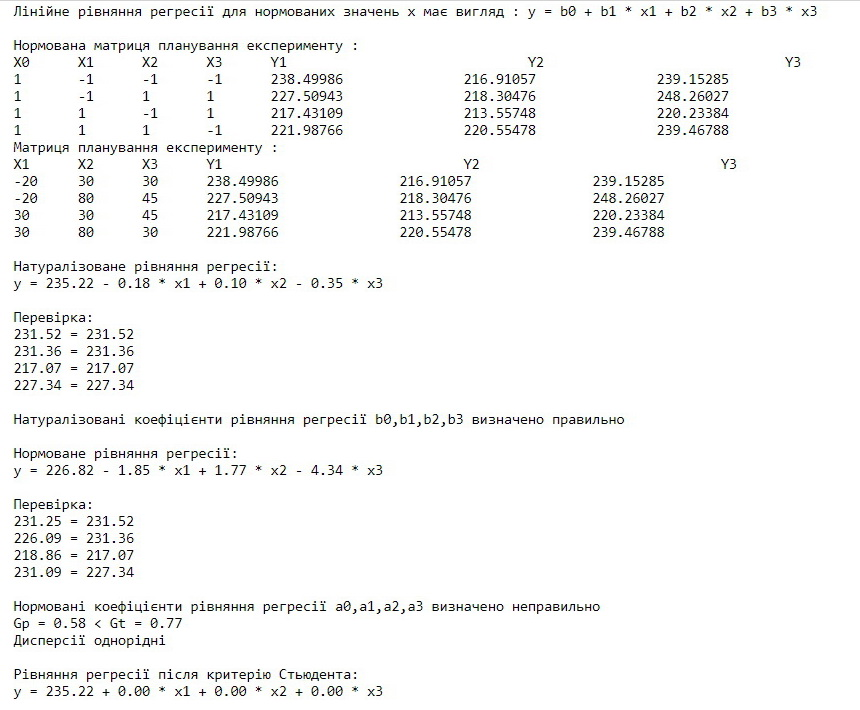 Лінійне рівняння регресії для нормованих значень x має вигляд : y = b0 + b1 * x1 + b2 * x2 + b3 * x3
Нормована матриця планування експерименту :
X0 X1 X2 X3 Y1 Y2 Y3
1 -1 -1 -1 238.49986 216.91057 239.15285
1 -1 1 1 227.50943 218.30476 248.26027
1 1 -1 1 217.43109 213.55748 220.23384
1 1 1 -1 221.98766 220.55478 239.46788
Матриця планування експерименту :
X1 X2 X3 Y1 Y2 Y3
-20 30 30 238.49986 216.91057 239.15285
-20 80 45 227.50943 218.30476 248.26027
30 30 45 217.43109 213.55748 220.23384
30 80 30 221.98766 220.55478 239.46788
Натуралізоване рівняння регресії:
y = 235.22 - 0.18 * x1 + 0.10 * x2 - 0.35 * x3
Перевірка:
231.52 = 231.52
231.36 = 231.36
217.07 = 217.07
227.34 = 227.34
Натуралізовані коефіцієнти рівняння регресії b0,b1,b2,b3 визначено правильно
Нормоване рівняння регресії:
y = 226.82 - 1.85 * x1 + 1.77 * x2 - 4.34 * x3
Перевірка:
231.25 = 231.52
226.09 = 231.36
218.86 = 217.07
231.09 = 227.34
Нормовані коефіцієнти рівняння регресії a0,a1,a2,a3 визначено неправильно
Gp = 0.58 < Gt = 0.77
Дисперсії однорідні
Рівняння регресії після критерію Стьюдента:
y = 235.22 + 0.00 * x1 + 0.00 * x2 + 0.00 * x3